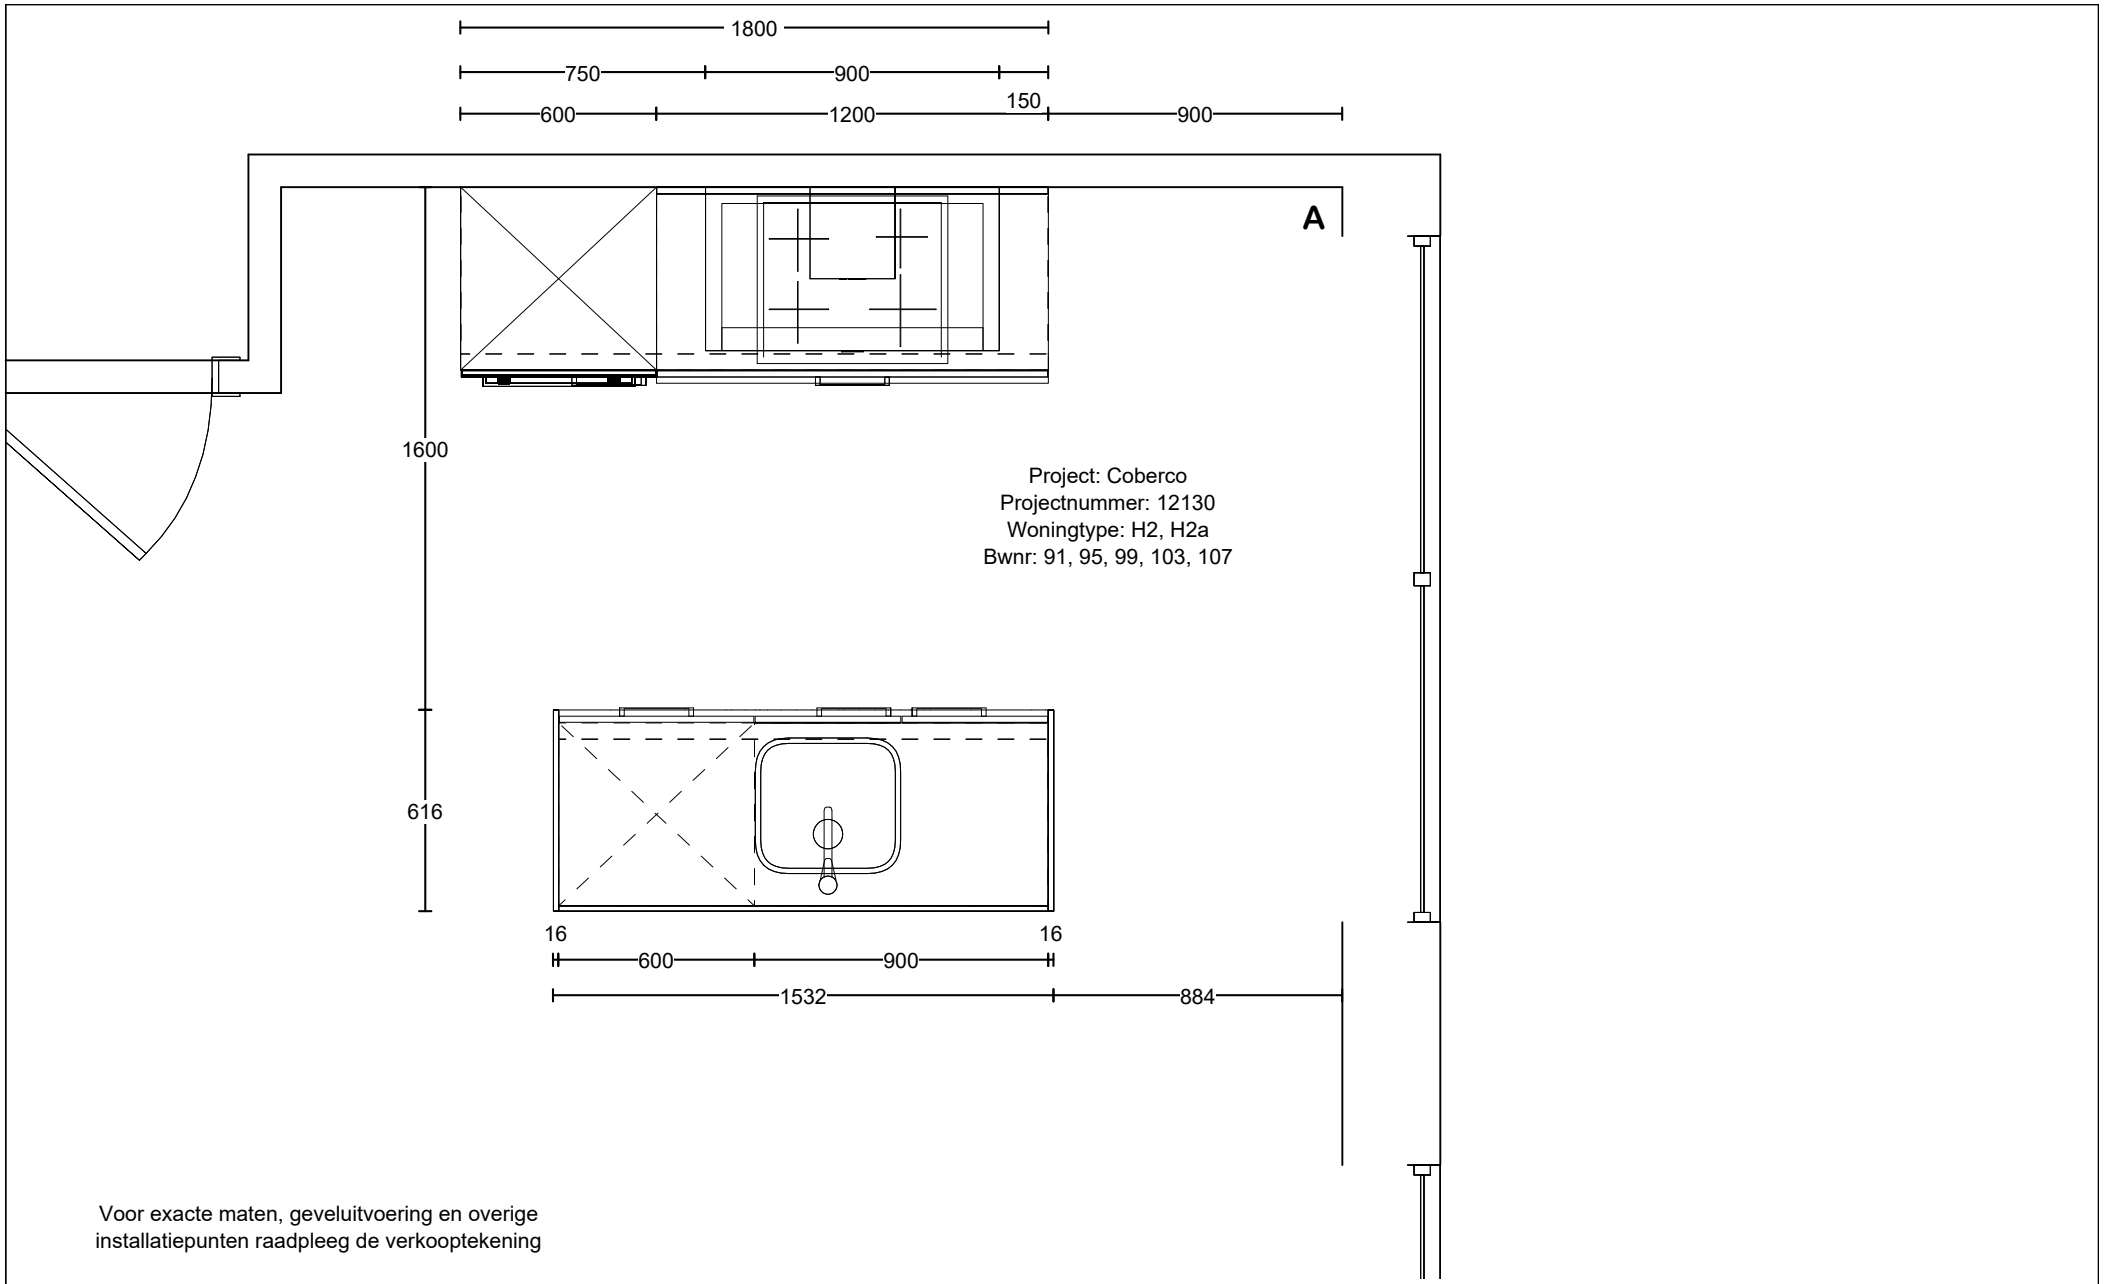 1800
750
900
150
600
1200
900
A
1600
Project: Coberco
Projectnummer: 12130
Woningtype: H2, H2a
Bwnr: 91, 95, 99, 103, 107
616
16
16
600
900
1532
884
Voor exacte maten, geveluitvoering en overige
installatiepunten raadpleeg de verkooptekening